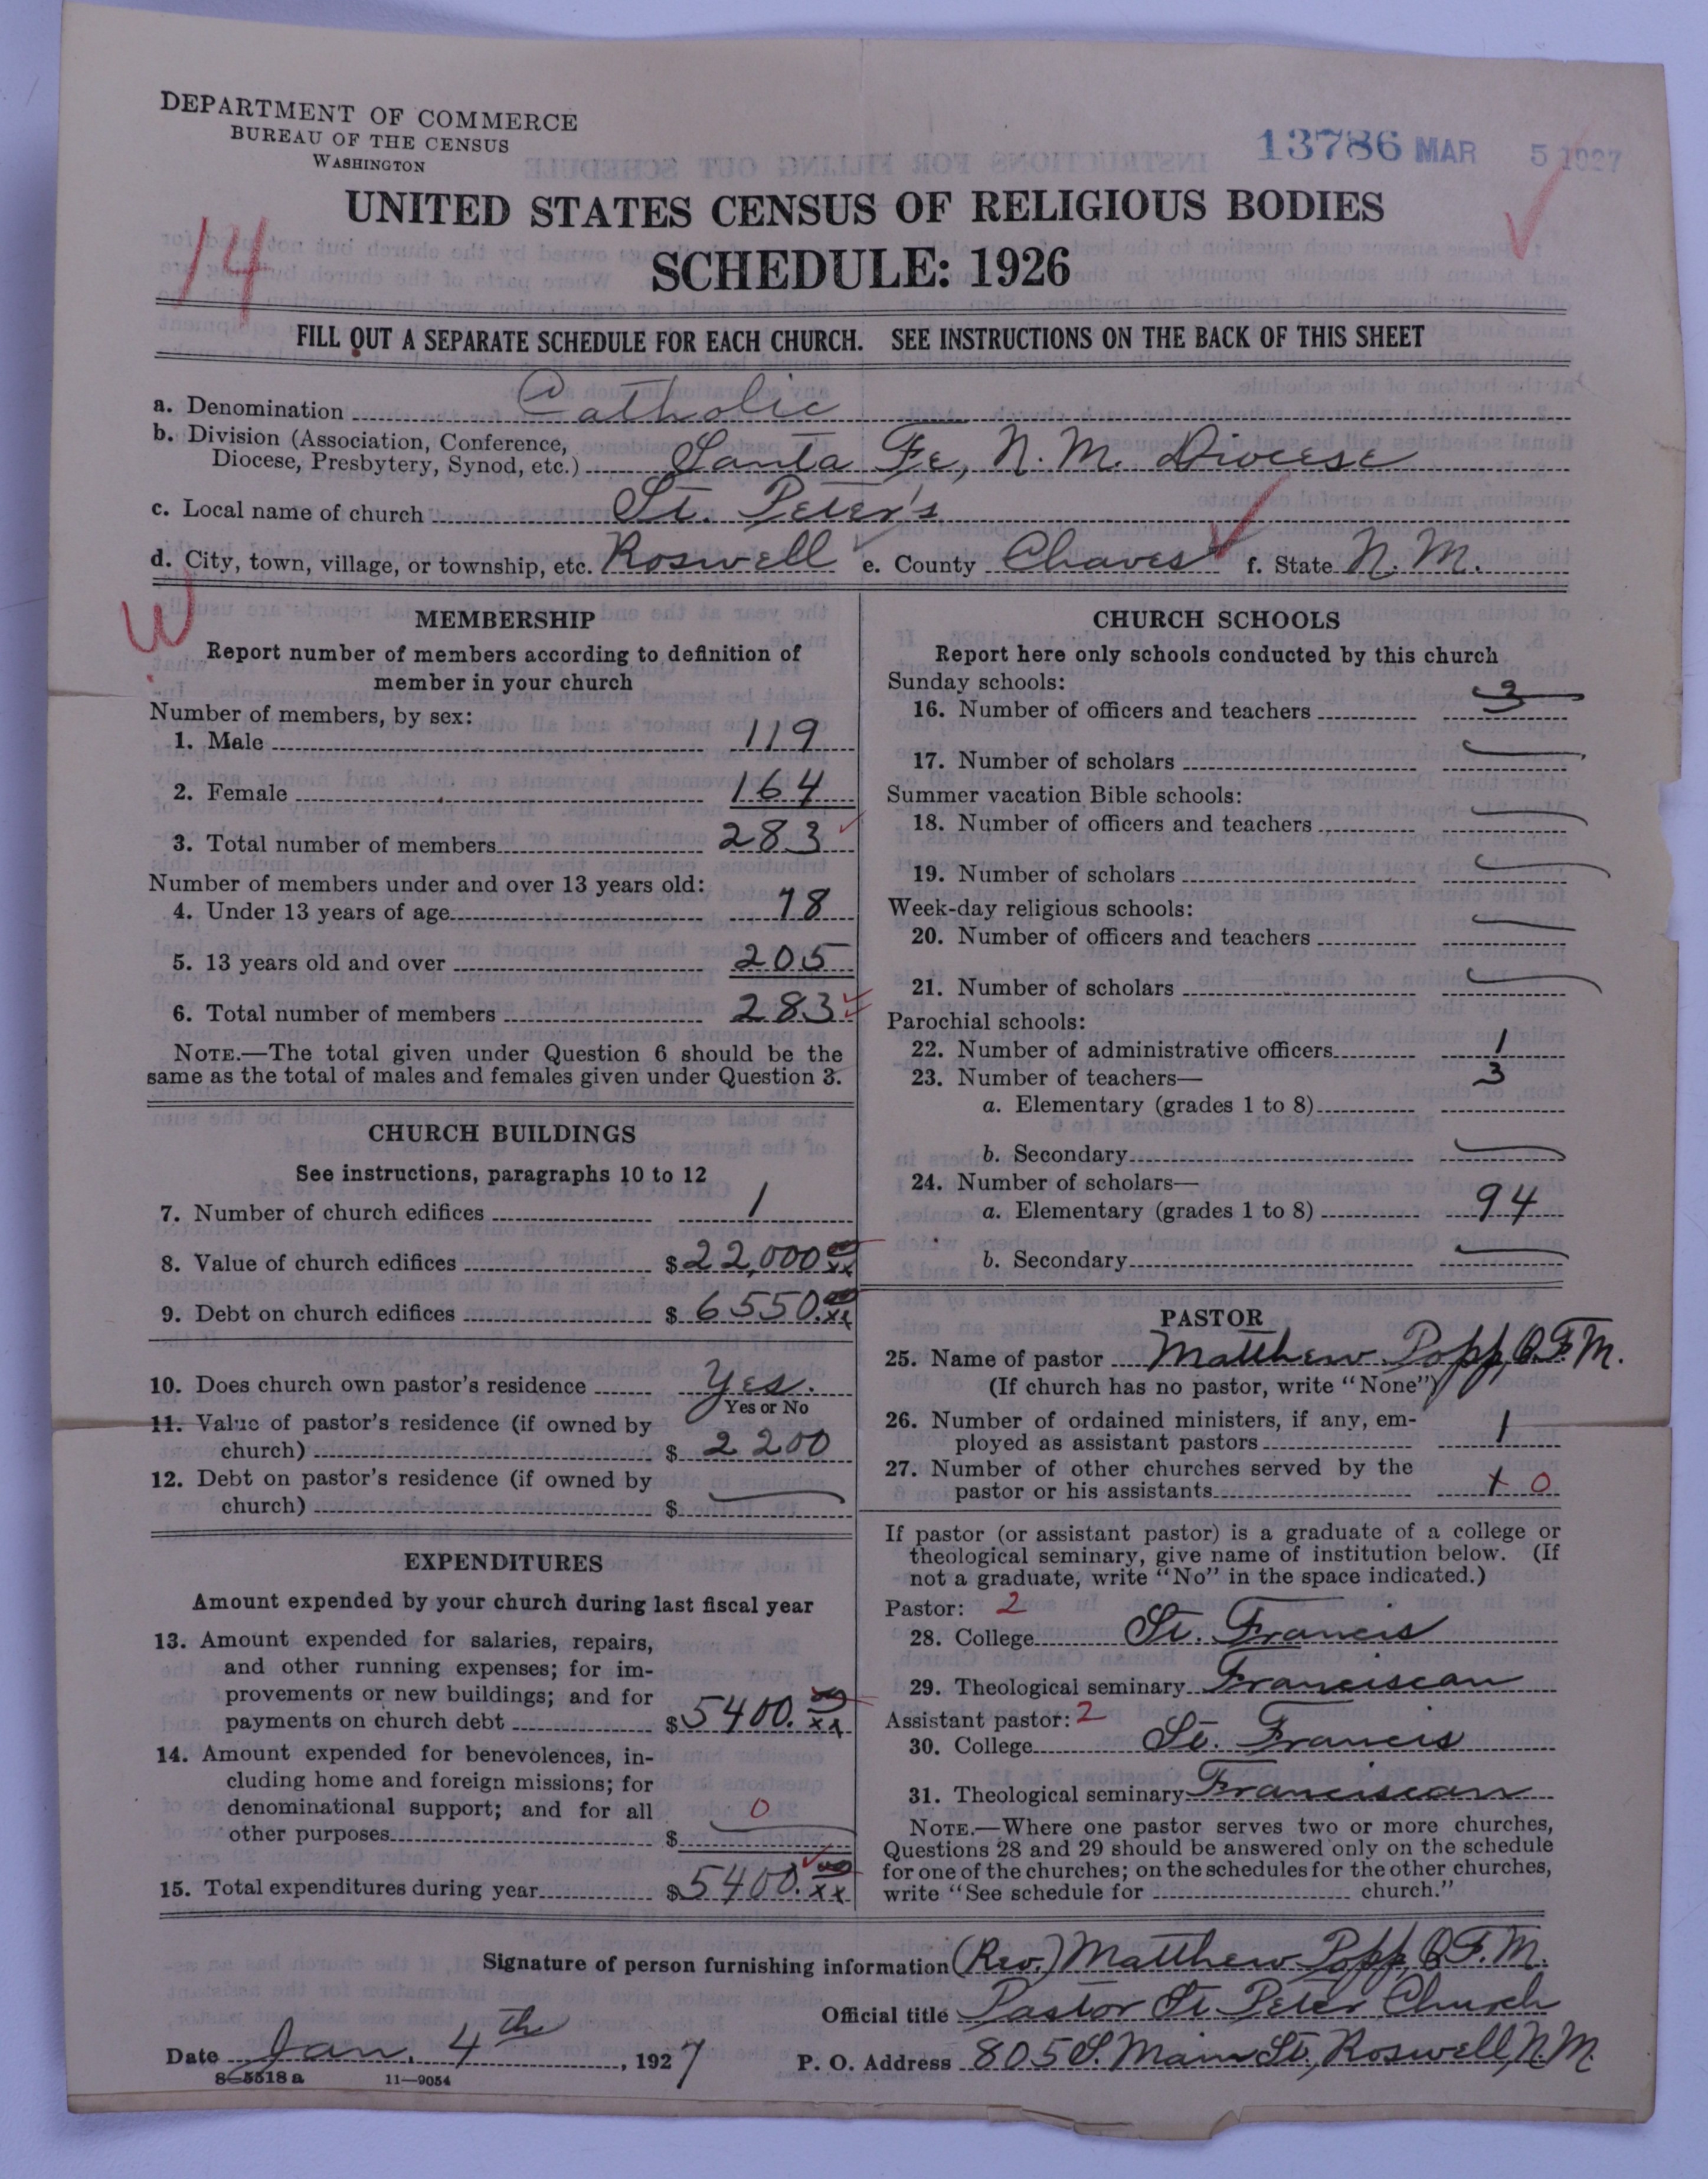 DEPARTMENT OF COMMERCE
BUREAU OF THE CENSUS
WASHINGTON
13786 MAR 5 1927
UNITED STATES CENSUS OF RELIGIOUS BODIES
14
SCHEDULE: 1926
FILL OUT A SEPARATE SCHEDULE FOR EACH CHURCH. SEE INSTRUCTIONS ON THE BACK OF THIS SHEET
a. Denomination Catholic
b. Division (Association, Conference,
Diocese, Presbytery, Synod, etc.) Santa Fe, N. M. Diocese
c. Local name of church St. Peter's
d. City, town, village, or township, etc. Roswell e. County Chaves f. State N. M.
W
MEMBERSHIP
Report number of members according to definition of
member in your church
Number of members, by sex:
1. Male 119
2. Female 164
3. Total number of members 283
Number of members under and over 13 years old:
4. Under 13 years of age 78
5. 13 years old and over 205
6. Total number of members 283
NOTE.—The total given under Question 6 should be the
same as the total of males and females given under Question 3.
CHURCH BUILDINGS
See instructions, paragraphs 10 to 12
7. Number of church edifices 1
8. Value of church edifices $22,000 xx
9. Debt on church edifices $6550. xx
10. Does church own pastor's residence Yes.
Yes or No
11. Value of pastor's residence (if owned by
church) $2200
12. Debt on pastor's residence (if owned by
church) $
EXPENDITURES
Amount expended by your church during last fiscal year
13. Amount expended for salaries, repairs,
and other running expenses; for im-
provements or new buildings; and for
payments on church debt $5400. xx
14. Amount expended for benevolences, in-
cluding home and foreign missions; for
denominational support; and for all 0
other purposes $
15. Total expenditures during year $5400. xx
CHURCH SCHOOLS
Report here only schools conducted by this church
Sunday schools:
16. Number of officers and teachers 3
17. Number of scholars
Summer vacation Bible schools:
18. Number of officers and teachers
19. Number of scholars
Week-day religious schools:
20. Number of officers and teachers
21. Number of scholars
Parochial schools:
22. Number of administrative officers 1
23. Number of teachers— 3
a. Elementary (grades 1 to 8)
b. Secondary
24. Number of scholars—
a. Elementary (grades 1 to 8) 94
b. Secondary
PASTOR
25. Name of pastor Matthew Popp, O.F.M.
(If church has no pastor, write "None")
26. Number of ordained ministers, if any, em-
ployed as assistant pastors 1
27. Number of other churches served by the
pastor or his assistants 0
If pastor (or assistant pastor) is a graduate of a college or
theological seminary, give name of institution below. (If
not a graduate, write "No" in the space indicated.)
Pastor: 2
28. College St. Francis
29. Theological seminary Franciscan
Assistant pastor: 2
30. College St. Francis
31. Theological seminary Franciscan
NOTE.—Where one pastor serves two or more churches,
Questions 28 and 29 should be answered only on the schedule
for one of the churches; on the schedules for the other churches,
write "See schedule for church."
Signature of person furnishing information (Rev.) Matthew Popp, O.F.M.
Official title Pastor St. Peter Church
Date Jan. 4th, 1927 P. O. Address 805 S. Main St., Roswell, N.M.
8-5518 a 11—9054